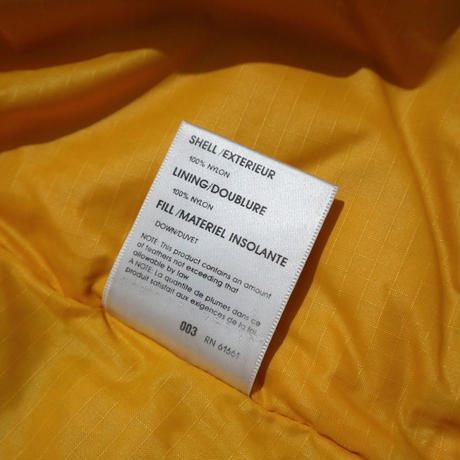 SHELL/EXTERIEUR
100% NYLON
LINING/DOUBLURE
100% NYLON
FILL/MATERIEL INSOLANTE
DOWN/DUVET
NOTE: This product contains an amount
of feathers not exceeding that
allowable by law
A NOTE: La quantile de plumes dans ce
produit satisfait aux exigences de la loi.
003 RN 61661